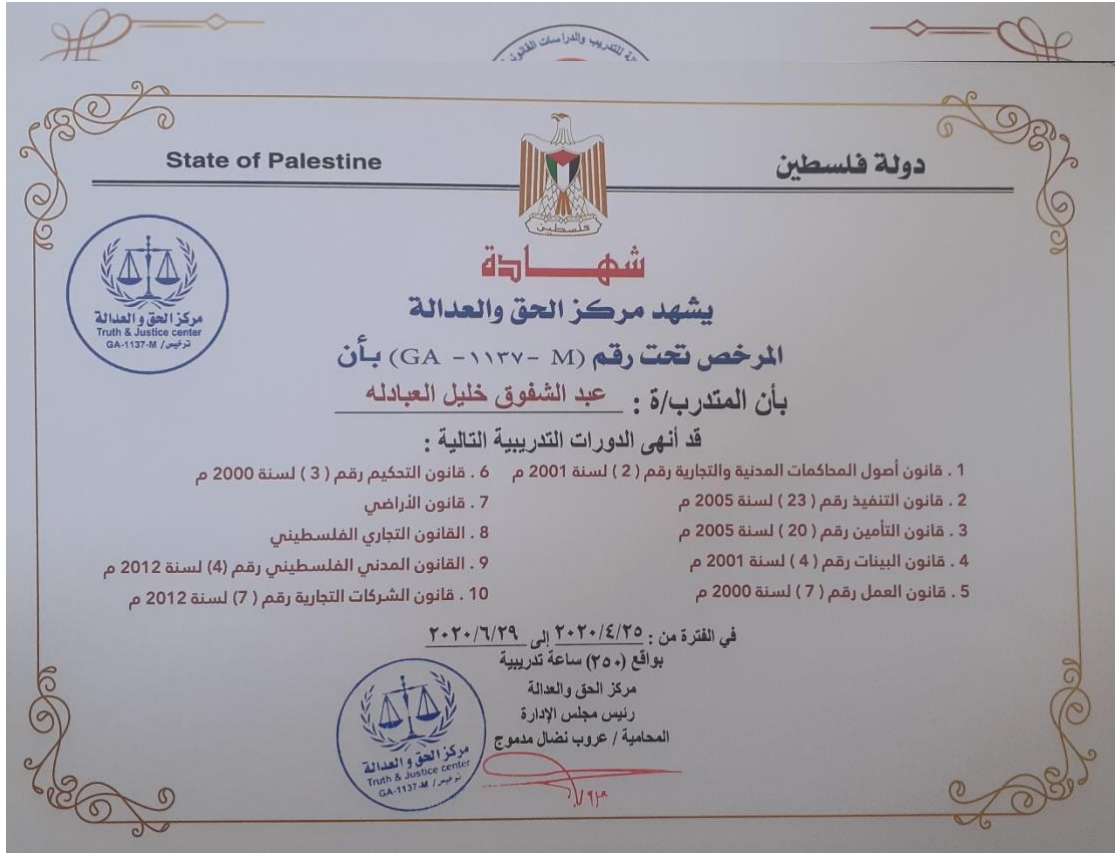 للتدريب والدراسات
State of Palestine
دولة فلسطين
فلسطين
شهادة
مركز الحق والعدالة
Truth & Justice center
ترخيص / GA-1137-M
يشهد مركز الحق والعدالة
المرخص تحت رقم (GA -١١٣٧- M) بأن
بأن المتدرب/ة : عبد الشفوق خليل العبادله
قد أنهى الدورات التدريبية التالية :
1 . قانون أصول المحاكمات المدنية والتجارية رقم ( 2 ) لسنة 2001 م
2 . قانون التنفيذ رقم ( 23 ) لسنة 2005 م
3 . قانون التأمين رقم ( 20 ) لسنة 2005 م
4 . قانون البينات رقم ( 4 ) لسنة 2001 م
5 . قانون العمل رقم ( 7 ) لسنة 2000 م
6 . قانون التحكيم رقم ( 3 ) لسنة 2000 م
7 . قانون الأراضي
8 . القانون التجاري الفلسطيني
9 . القانون المدني الفلسطيني رقم (4) لسنة 2012 م
10 . قانون الشركات التجارية رقم ( 7) لسنة 2012 م
في الفترة من : ٢٠٢٠/٤/٢٥ إلى ٢٠٢٠/٦/٢٩
بواقع (٢٥٠) ساعة تدريبية
مركز الحق والعدالة
رئيس مجلس الإدارة
المحامية / عروب نضال مدموج
مركز الحق و العدالة
Truth & Justice center
ترخيص / GA-1137-M